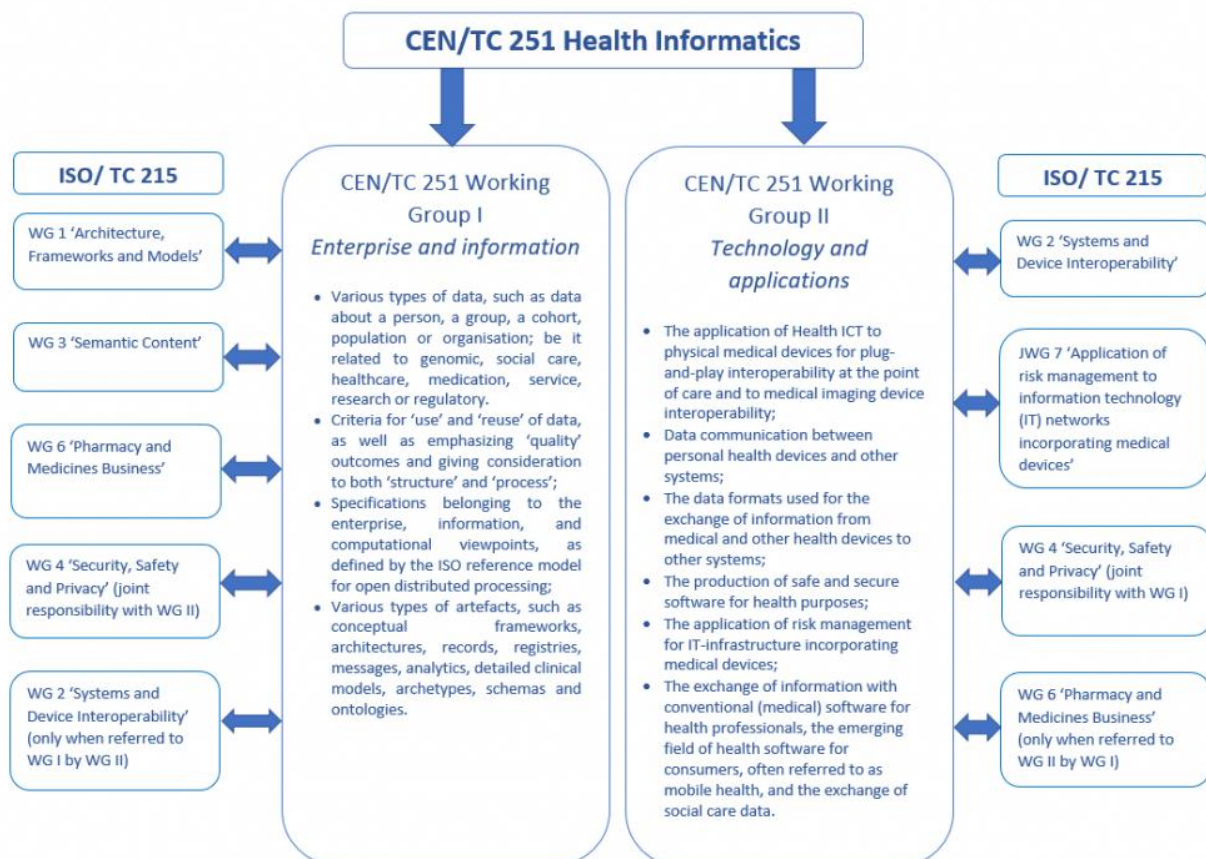 CEN/TC 251 Health Informatics
ISO/ TC 215
WG 1 ‘Architecture,
Frameworks and Models’
WG 3 ‘Semantic Content’
WG 6 ‘Pharmacy and
Medicines Business’
WG 4 ‘Security, Safety
and Privacy’ (joint
responsibility with WG II)
WG 2 ‘Systems and
Device Interoperability’
(only when referred to
WG I by WG II)
CEN/TC 251 Working
Group I
Enterprise and information
• Various types of data, such as data
about a person, a group, a cohort,
population or organisation; be it
related to genomic, social care,
healthcare, medication, service,
research or regulatory.
• Criteria for ‘use’ and ‘reuse’ of data,
as well as emphasizing ‘quality’
outcomes and giving consideration
to both ‘structure’ and ‘process’;
• Specifications belonging to the
enterprise, information, and
computational viewpoints, as
defined by the ISO reference model
for open distributed processing;
• Various types of artefacts, such as
conceptual frameworks,
architectures, records, registries,
messages, analytics, detailed clinical
models, archetypes, schemas and
ontologies.
CEN/TC 251 Working
Group II
Technology and
applications
• The application of Health ICT to
physical medical devices for plug-
and-play interoperability at the point
of care and to medical imaging device
interoperability;
• Data communication between
personal health devices and other
systems;
• The data formats used for the
exchange of information from
medical and other health devices to
other systems;
• The production of safe and secure
software for health purposes;
• The application of risk management
for IT-infrastructure incorporating
medical devices;
• The exchange of information with
conventional (medical) software for
health professionals, the emerging
field of health software for
consumers, often referred to as
mobile health, and the exchange of
social care data.
ISO/ TC 215
WG 2 ‘Systems and
Device Interoperability’
JWG 7 ‘Application of
risk management to
information technology
(IT) networks
incorporating medical
devices’
WG 4 ‘Security, Safety
and Privacy’ (joint
responsibility with WG I)
WG 6 ‘Pharmacy and
Medicines Business’
(only when referred to
WG II by WG I)